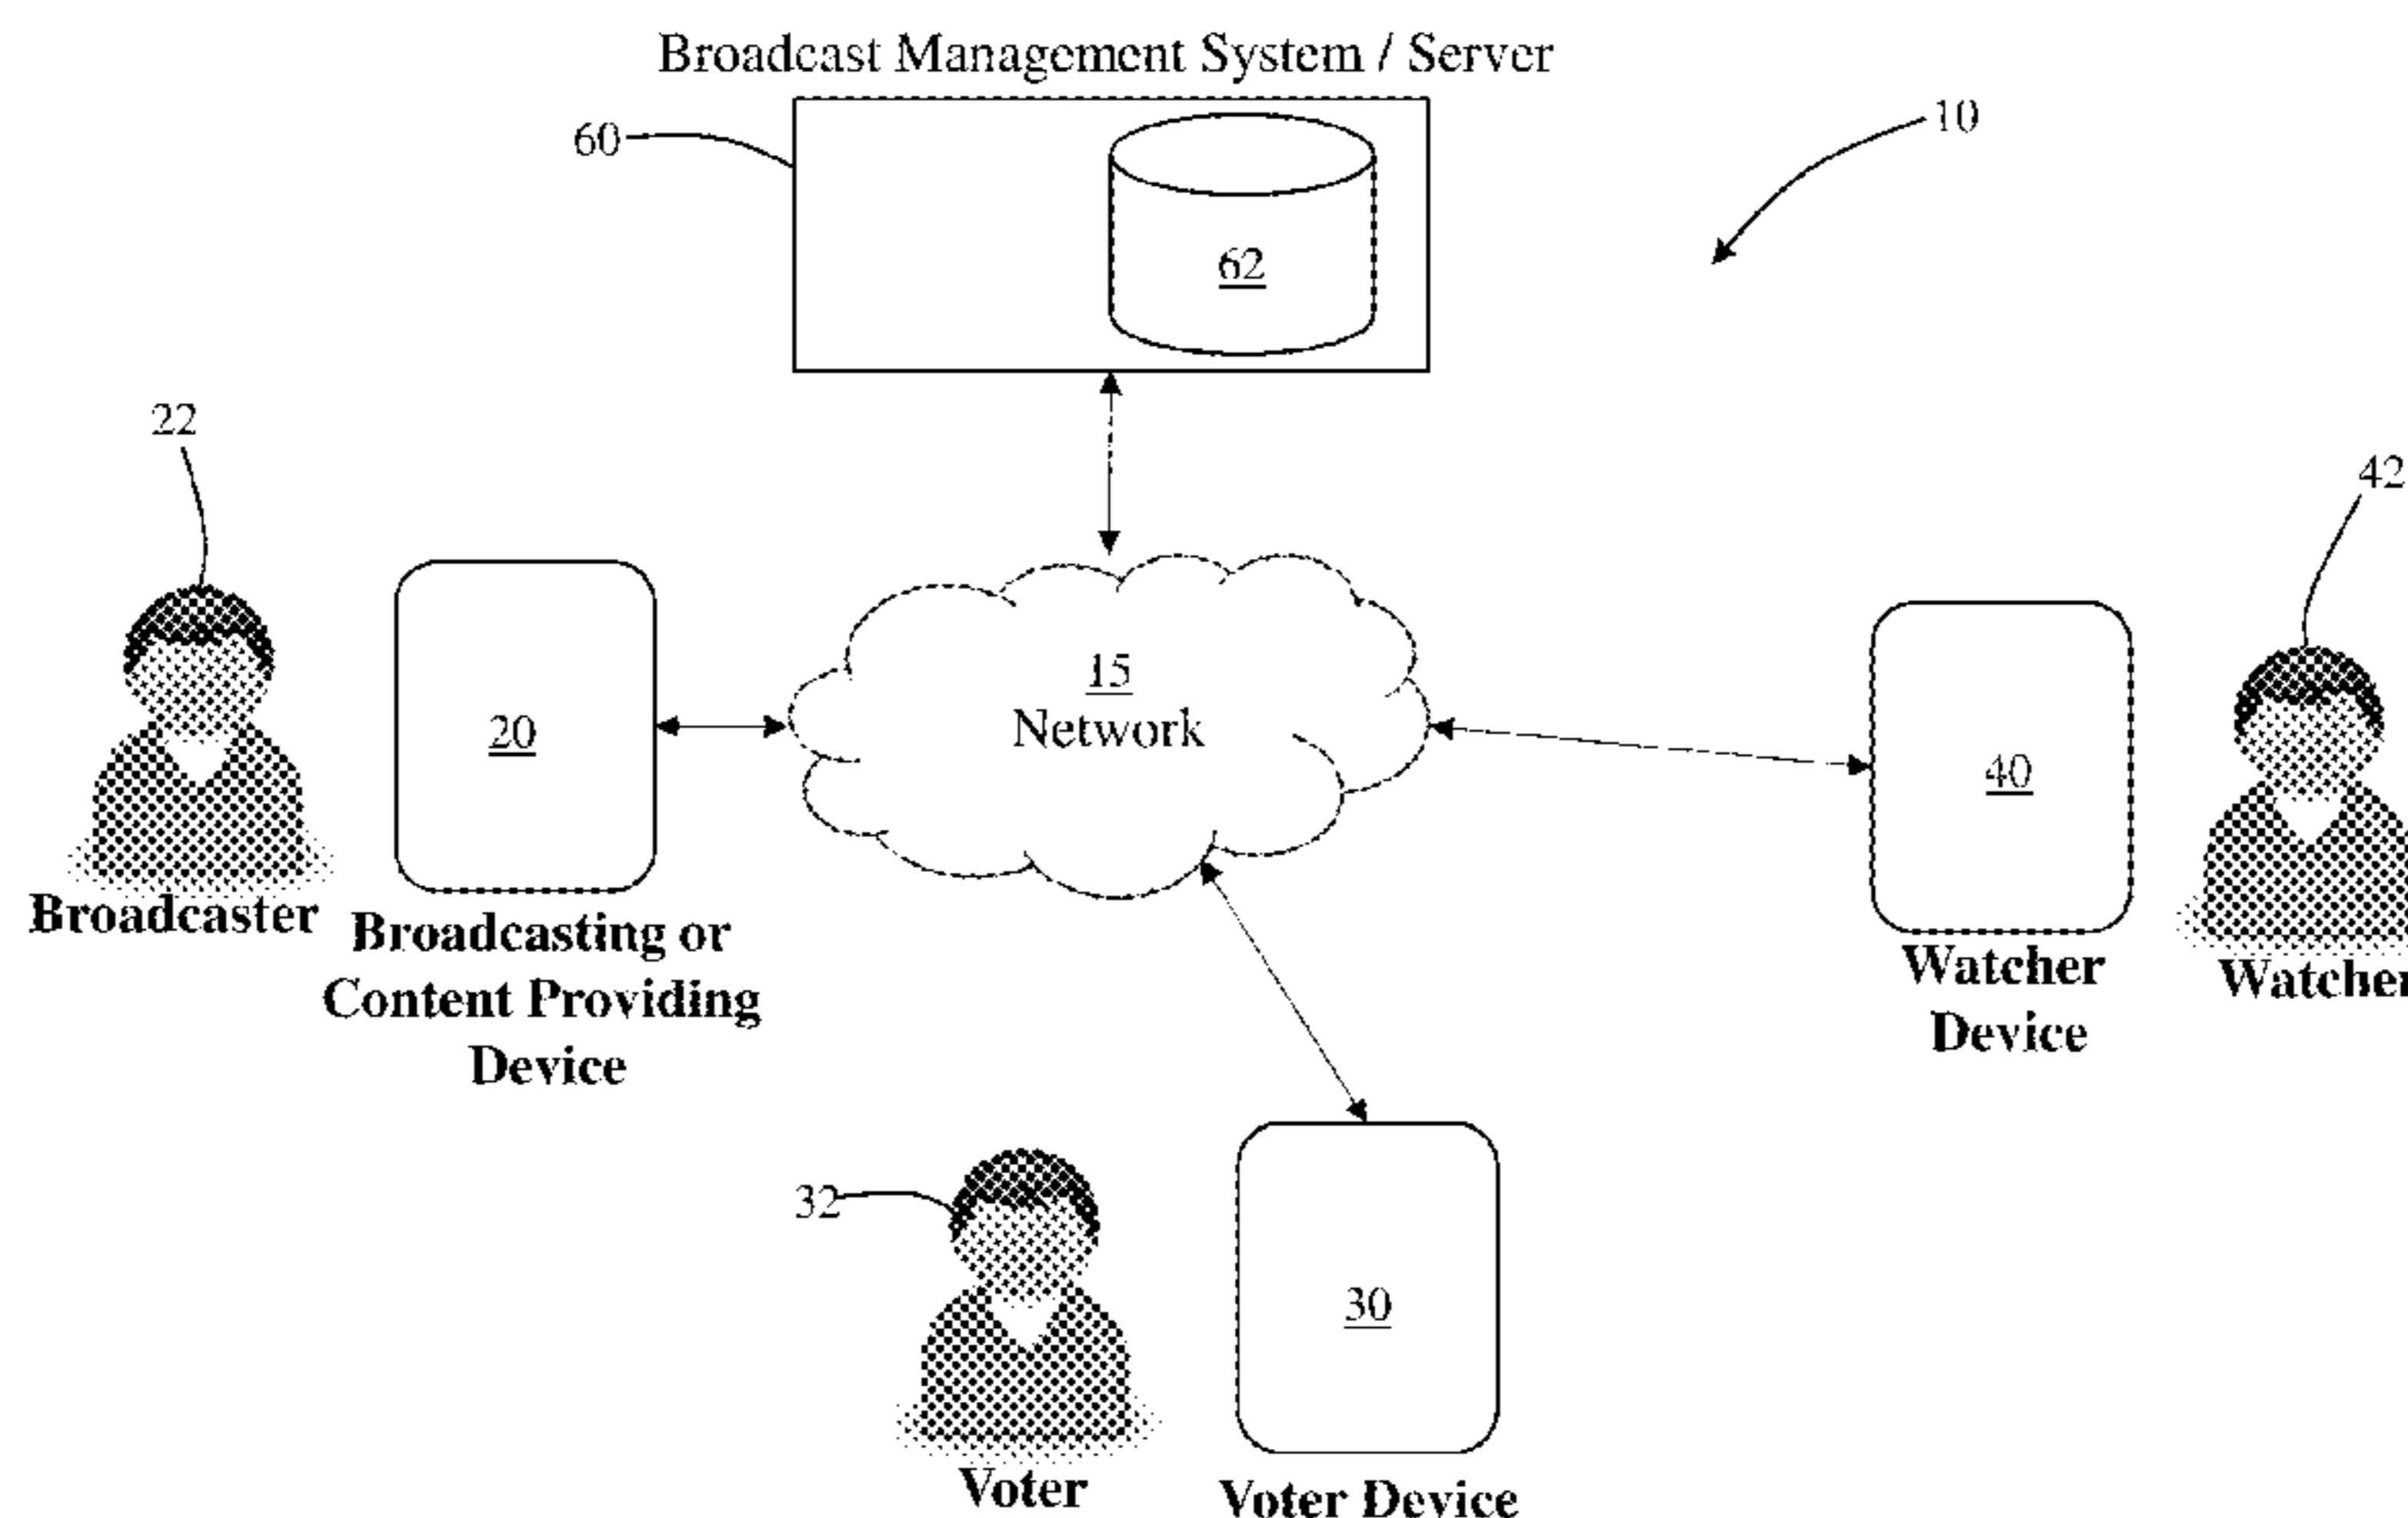 Broadcast Management System / Server
60
10
62
22
42
15
Network
20
40
Broadcaster
Broadcasting or
Content Providing
Device
Watcher
Device
Watcher
32
30
Voter
Voter Device